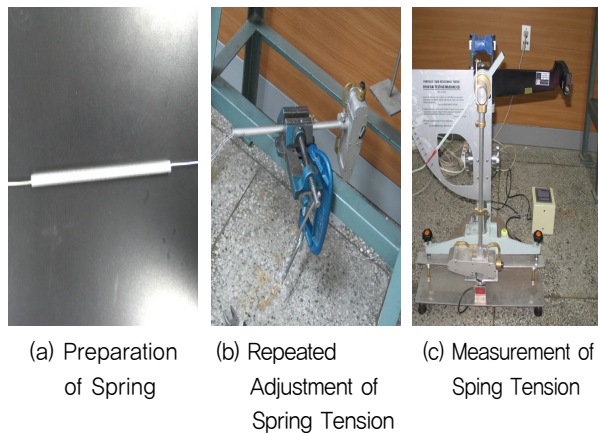 (a) Preparation
of Spring
(b) Repeated
Adjustment of
Spring Tension
(c) Measurement of
Sping Tension